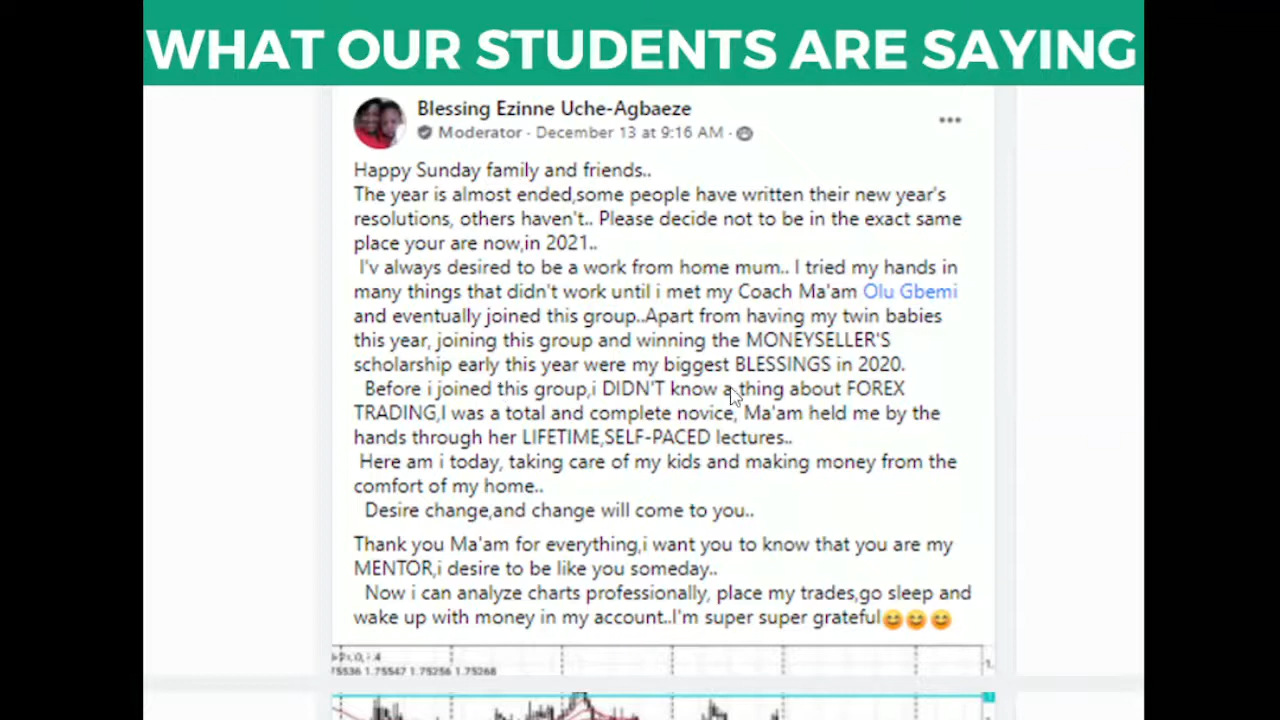 WHAT OUR STUDENTS ARE SAYING
Blessing Ezinne Uche-Agbaeze
Moderator · December 13 at 9:16 AM ·
Happy Sunday family and friends..
The year is almost ended,some people have written their new year's
resolutions, others haven't.. Please decide not to be in the exact same
place your are now,in 2021..
I'v always desired to be a work from home mum.. I tried my hands in
many things that didn't work until i met my Coach Ma'am Olu Gbemi
and eventually joined this group..Apart from having my twin babies
this year, joining this group and winning the MONEYSELLER'S
scholarship early this year were my biggest BLESSINGS in 2020.
Before i joined this group,i DIDN'T know a thing about FOREX
TRADING,I was a total and complete novice, Ma'am held me by the
hands through her LIFETIME,SELF-PACED lectures..
Here am i today, taking care of my kids and making money from the
comfort of my home..
Desire change,and change will come to you..
Thank you Ma'am for everything,i want you to know that you are my
MENTOR,i desire to be like you someday..
Now i can analyze charts professionally, place my trades,go sleep and
wake up with money in my account..I'm super super grateful😊😊😊
75536 1.75547 1.75256 1.75268